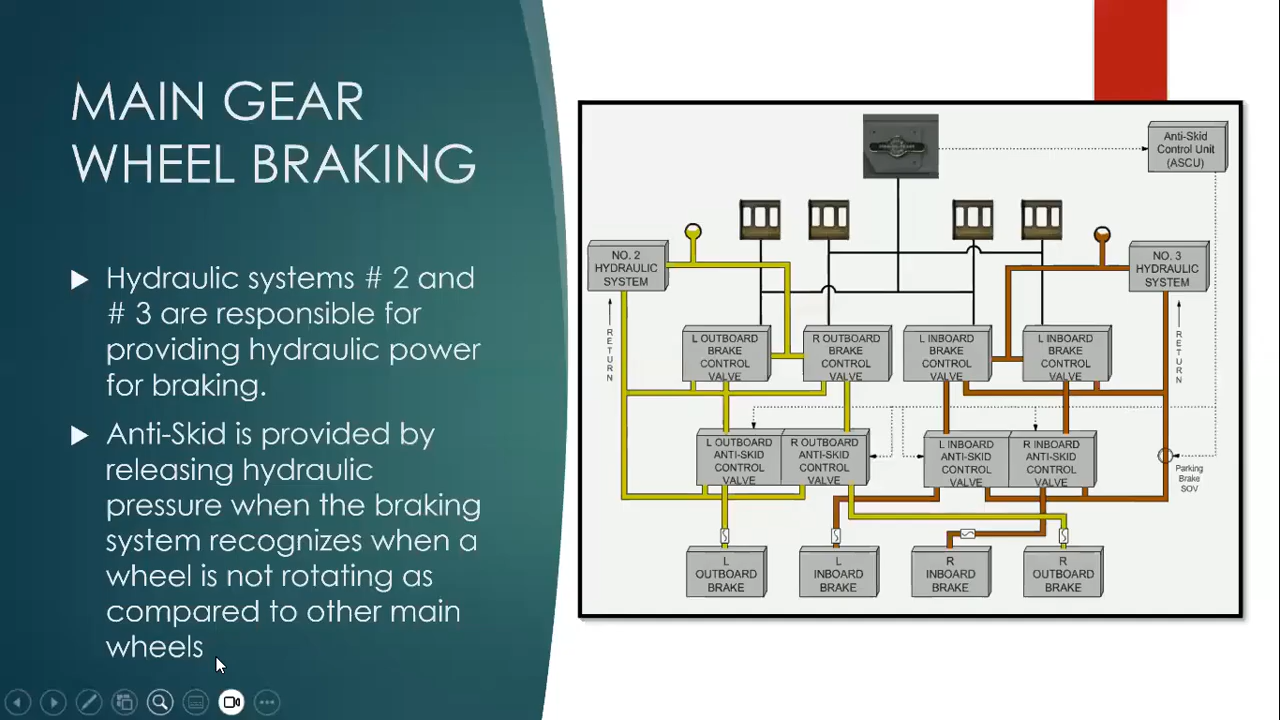 MAIN GEAR
WHEEL BRAKING
Hydraulic systems # 2 and
# 3 are responsible for
providing hydraulic power
for braking.
Anti-Skid is provided by
releasing hydraulic
pressure when the braking
system recognizes when a
wheel is not rotating as
compared to other main
wheels
Anti-Skid
Control Unit
(ASCU)
NO. 2
HYDRAULIC
SYSTEM
NO. 3
HYDRAULIC
SYSTEM
RETURN
RETURN
L OUTBOARD
BRAKE
CONTROL
VALVE
R OUTBOARD
BRAKE
CONTROL
VALVE
L INBOARD
BRAKE
CONTROL
VALVE
L INBOARD
BRAKE
CONTROL
VALVE
L OUTBOARD
ANTI-SKID
CONTROL
VALVE
R OUTBOARD
ANTI-SKID
CONTROL
VALVE
L INBOARD
ANTI-SKID
CONTROL
VALVE
R INBOARD
ANTI-SKID
CONTROL
VALVE
Parking
Brake
SOV
L
OUTBOARD
BRAKE
L
INBOARD
BRAKE
R
INBOARD
BRAKE
R
OUTBOARD
BRAKE